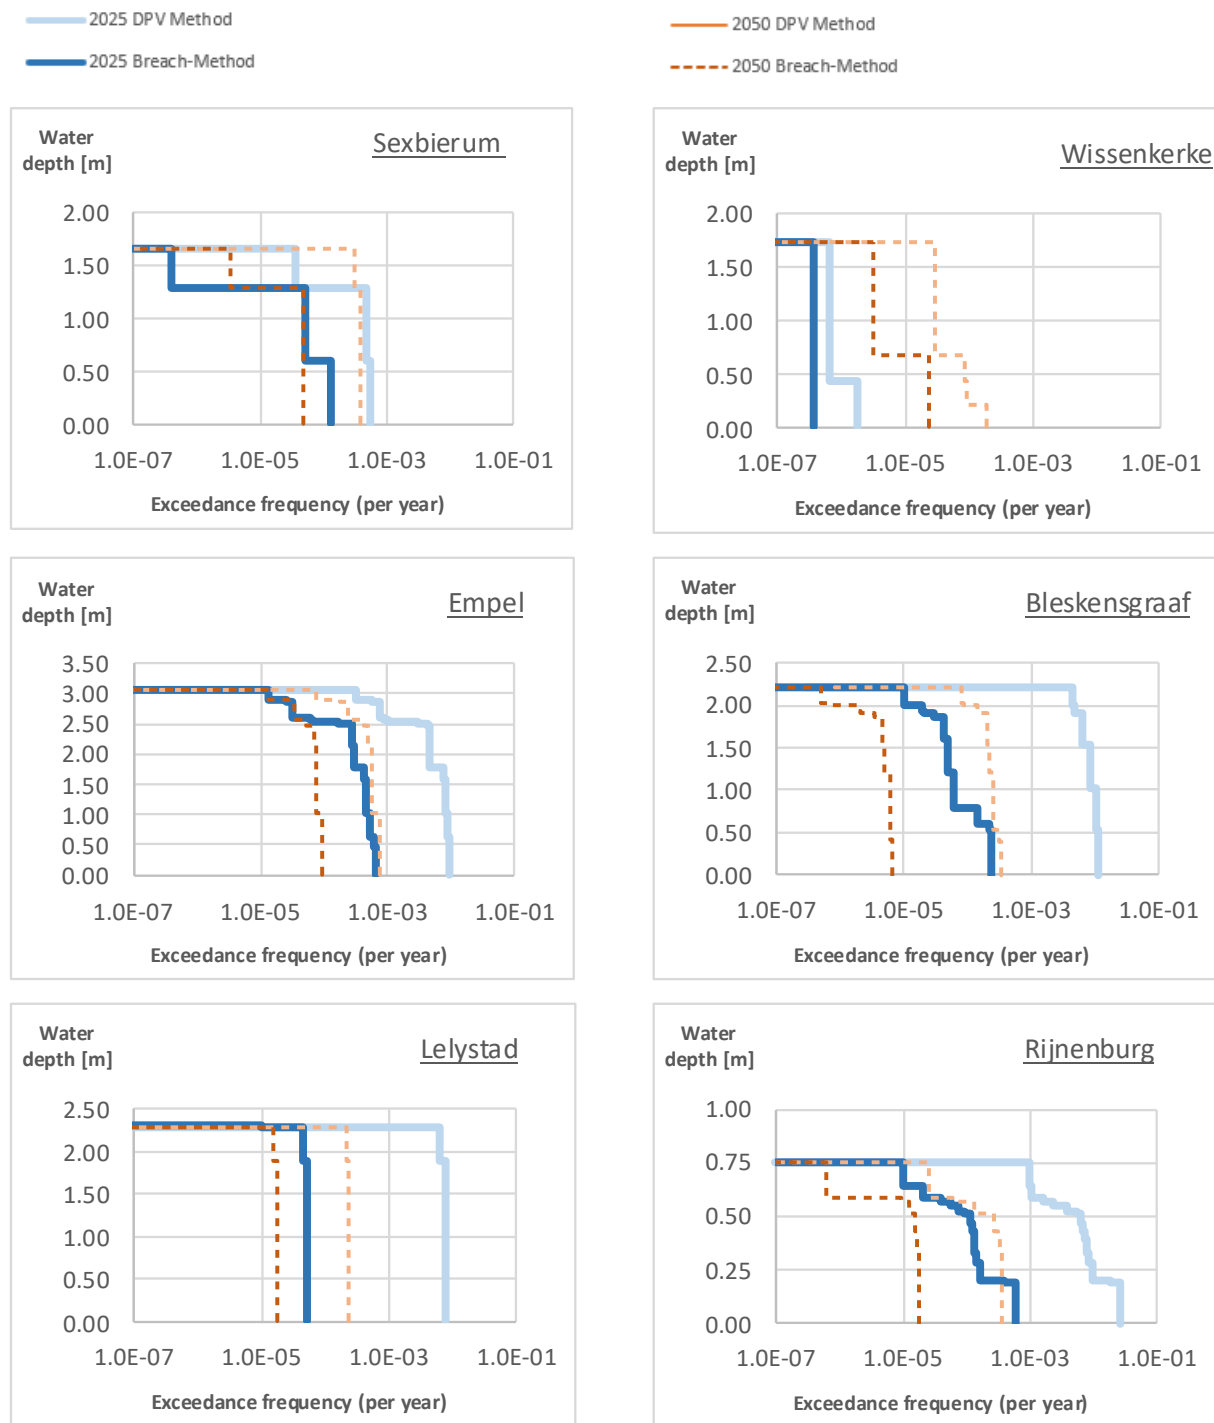 2025 DPV Method
2025 Breach-Method
2050 DPV Method
2050 Breach-Method
Water
depth [m]
Sexbierum
2.00
1.50
1.00
0.50
0.00
1.0E-07 1.0E-05 1.0E-03 1.0E-01
Exceedance frequency (per year)
Water
depth [m]
Wissenkerke
2.00
1.50
1.00
0.50
0.00
1.0E-07 1.0E-05 1.0E-03 1.0E-01
Exceedance frequency (per year)
Water
depth [m]
Empel
3.50
3.00
2.50
2.00
1.50
1.00
0.50
0.00
1.0E-07 1.0E-05 1.0E-03 1.0E-01
Exceedance frequency (per year)
Water
depth [m]
Bleskensgraaf
2.50
2.00
1.50
1.00
0.50
0.00
1.0E-07 1.0E-05 1.0E-03 1.0E-01
Exceedance frequency (per year)
Water
depth [m]
Lelystad
2.50
2.00
1.50
1.00
0.50
0.00
1.0E-07 1.0E-05 1.0E-03 1.0E-01
Exceedance frequency (per year)
Water
depth [m]
Rijnenburg
1.00
0.75
0.50
0.25
0.00
1.0E-07 1.0E-05 1.0E-03 1.0E-01
Exceedance frequency (per year)